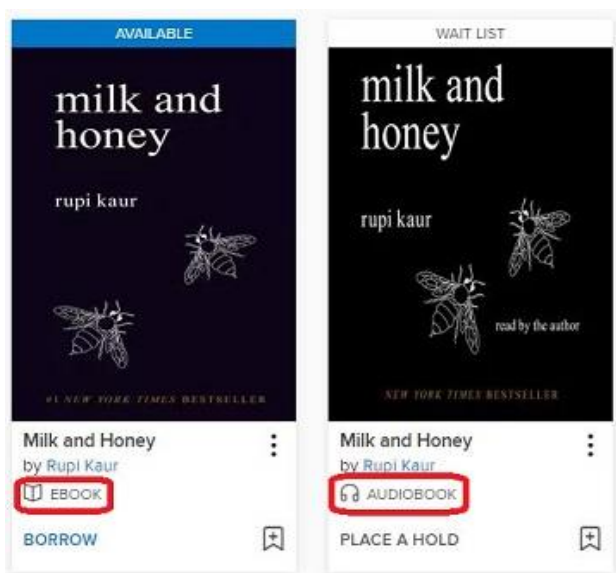 AVAILABLE
milk and
honey
rupi kaur
#1 NEW YORK TIMES BESTSELLER
Milk and Honey
by Rupi Kaur
EBOOK
BORROW
WAIT LIST
milk and
honey
rupi kaur
read by the author
NEW YORK TIMES BESTSELLER
Milk and Honey
by Rupi Kaur
AUDIOBOOK
PLACE A HOLD